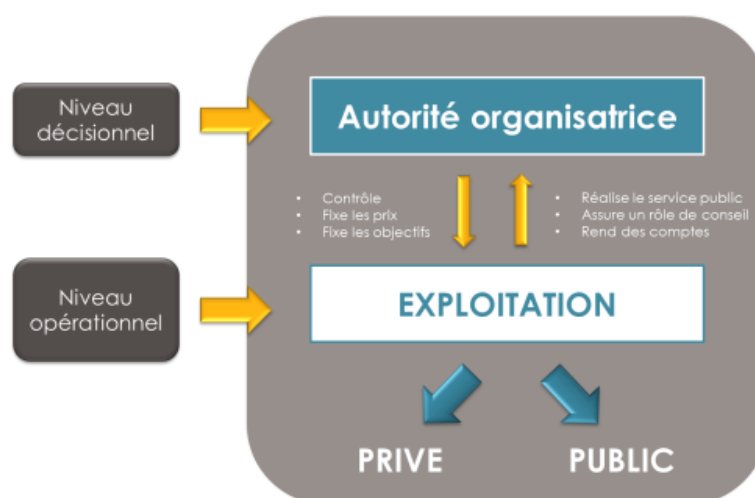 Niveau
décisionnel
Autorité organisatrice
• Contrôle
• Fixe les prix
• Fixe les objectifs
• Réalise le service public
• Assure un rôle de conseil
• Rend des comptes
Niveau
opérationnel
EXPLOITATION
PRIVE
PUBLIC